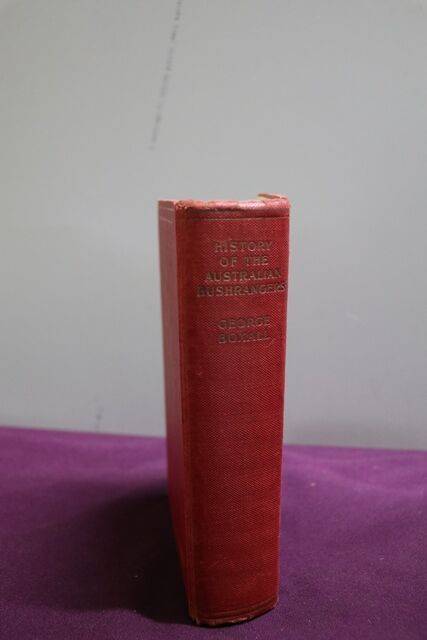 HISTORY
OF THE
AUSTRALIAN
BUSHRANGERS
GEORGE
BOXALL